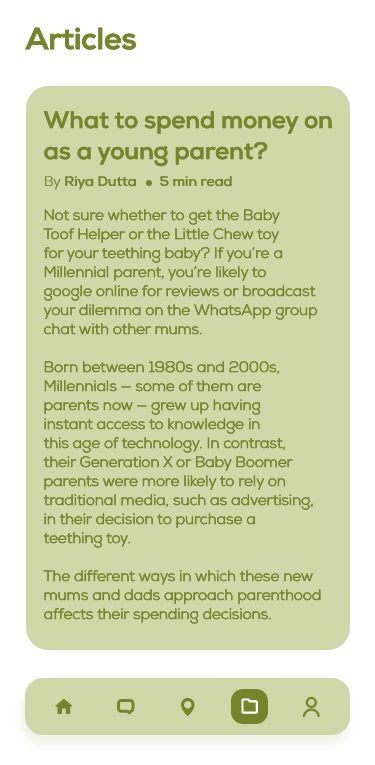 Articles
What to spend money on
as a young parent?
By Riya Dutta • 5 min read
Not sure whether to get the Baby
Toof Helper or the Little Chew toy
for your teething baby? If you're a
Millennial parent, you're likely to
google online for reviews or broadcast
your dilemma on the WhatsApp group
chat with other mums.
Born between 1980s and 2000s,
Millennials – some of them are
parents now – grew up having
instant access to knowledge in
this age of technology. In contrast,
their Generation X or Baby Boomer
parents were more likely to rely on
traditional media, such as advertising,
in their decision to purchase a
teething toy.
The different ways in which these new
mums and dads approach parenthood
affects their spending decisions.